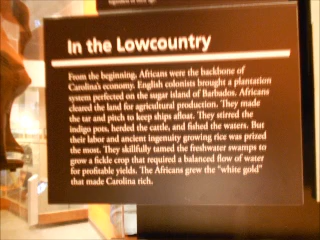 In the Lowcountry
From the beginning, Africans were the backbone of
Carolina's economy. English colonists brought a plantation
system perfected on the sugar island of Barbados. Africans
cleared the land for agricultural production. They made
the tar and pitch to keep ships afloat. They stirred the
indigo pots, herded the cattle, and fished the waters. But
their labor and ancient ingenuity growing rice was prized
the most. They skillfully tamed the freshwater swamps to
grow a fickle crop that required a balanced flow of water
for profitable yields. The Africans grew the "white gold"
that made Carolina rich.